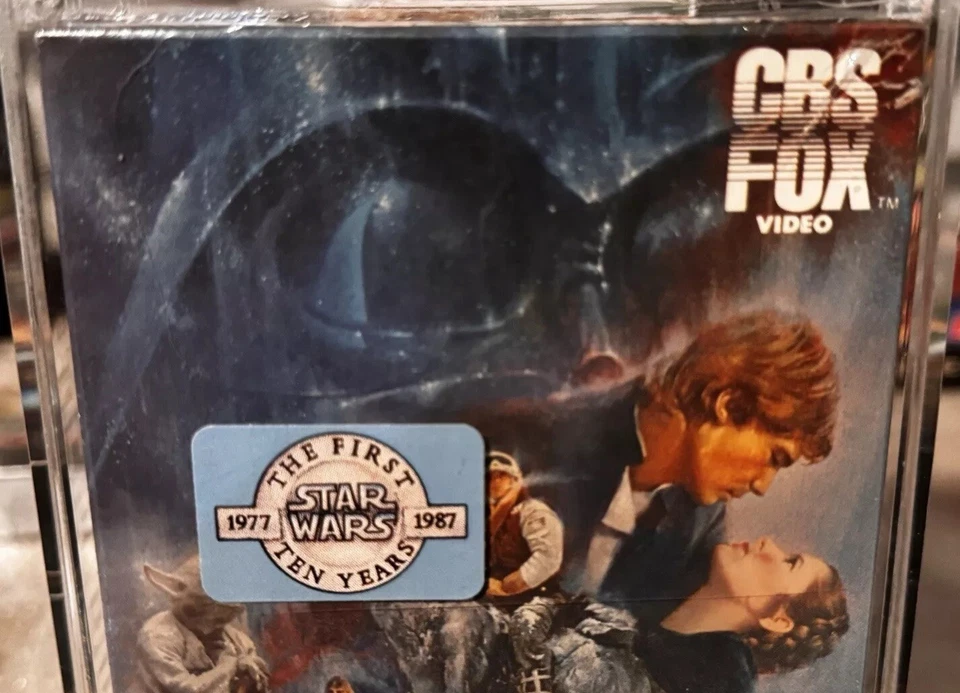 CBS
FOX
TM
VIDEO
THE FIRST
1977 STAR WARS 1987
TEN YEARS